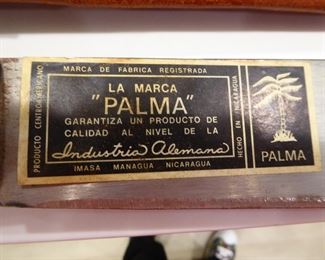 MARCA DE FABRICA REGISTRADA
PRODUCTO CENTROAMERICANO
LA MARCA
"PALMA"
GARANTIZA UN PRODUCTO DE
CALIDAD AL NIVEL DE LA
Industria Alemana
IMASA MANAGUA NICARAGUA
HECHO EN NICARAGUA
PALMA